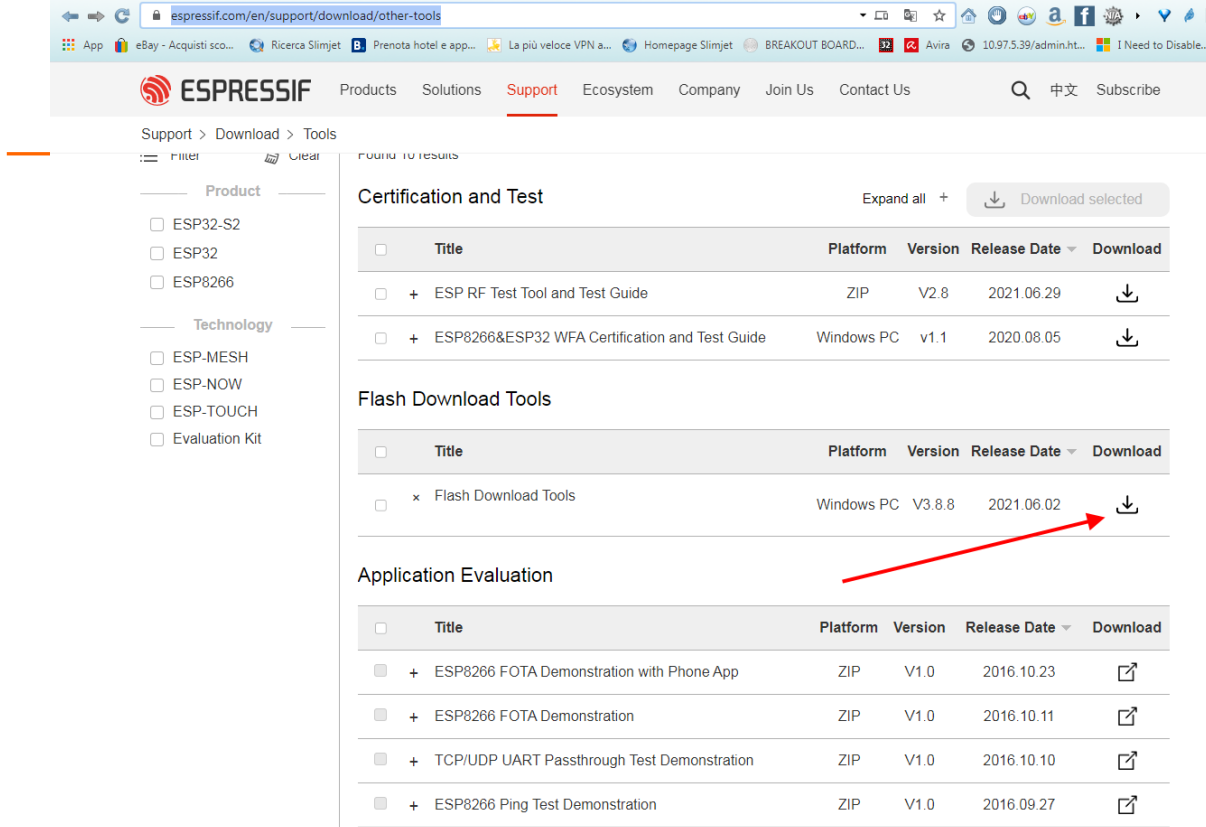 espressif.com/en/support/download/other-tools
App eBay - Acquisti sco... Ricerca Slimjet Prenota hotel e app... La più veloce VPN a... Homepage Slimjet BREAKOUT BOARD... 32 Avira 10.97.5.39/admin.ht... I Need to Disable..
ESPRESSIF Products Solutions Support Ecosystem Company Join Us Contact Us 中文 Subscribe
Support > Download > Tools
Filter Clear
Found 10 results
Product
ESP32-S2
ESP32
ESP8266
Technology
ESP-MESH
ESP-NOW
ESP-TOUCH
Evaluation Kit
Certification and Test Expand all + Download selected
Title Platform Version Release Date Download
+ ESP RF Test Tool and Test Guide ZIP V2.8 2021.06.29
+ ESP8266&ESP32 WFA Certification and Test Guide Windows PC v1.1 2020.08.05
Flash Download Tools
Title Platform Version Release Date Download
× Flash Download Tools Windows PC V3.8.8 2021.06.02
Application Evaluation
Title Platform Version Release Date Download
+ ESP8266 FOTA Demonstration with Phone App ZIP V1.0 2016.10.23
+ ESP8266 FOTA Demonstration ZIP V1.0 2016.10.11
+ TCP/UDP UART Passthrough Test Demonstration ZIP V1.0 2016.10.10
+ ESP8266 Ping Test Demonstration ZIP V1.0 2016.09.27